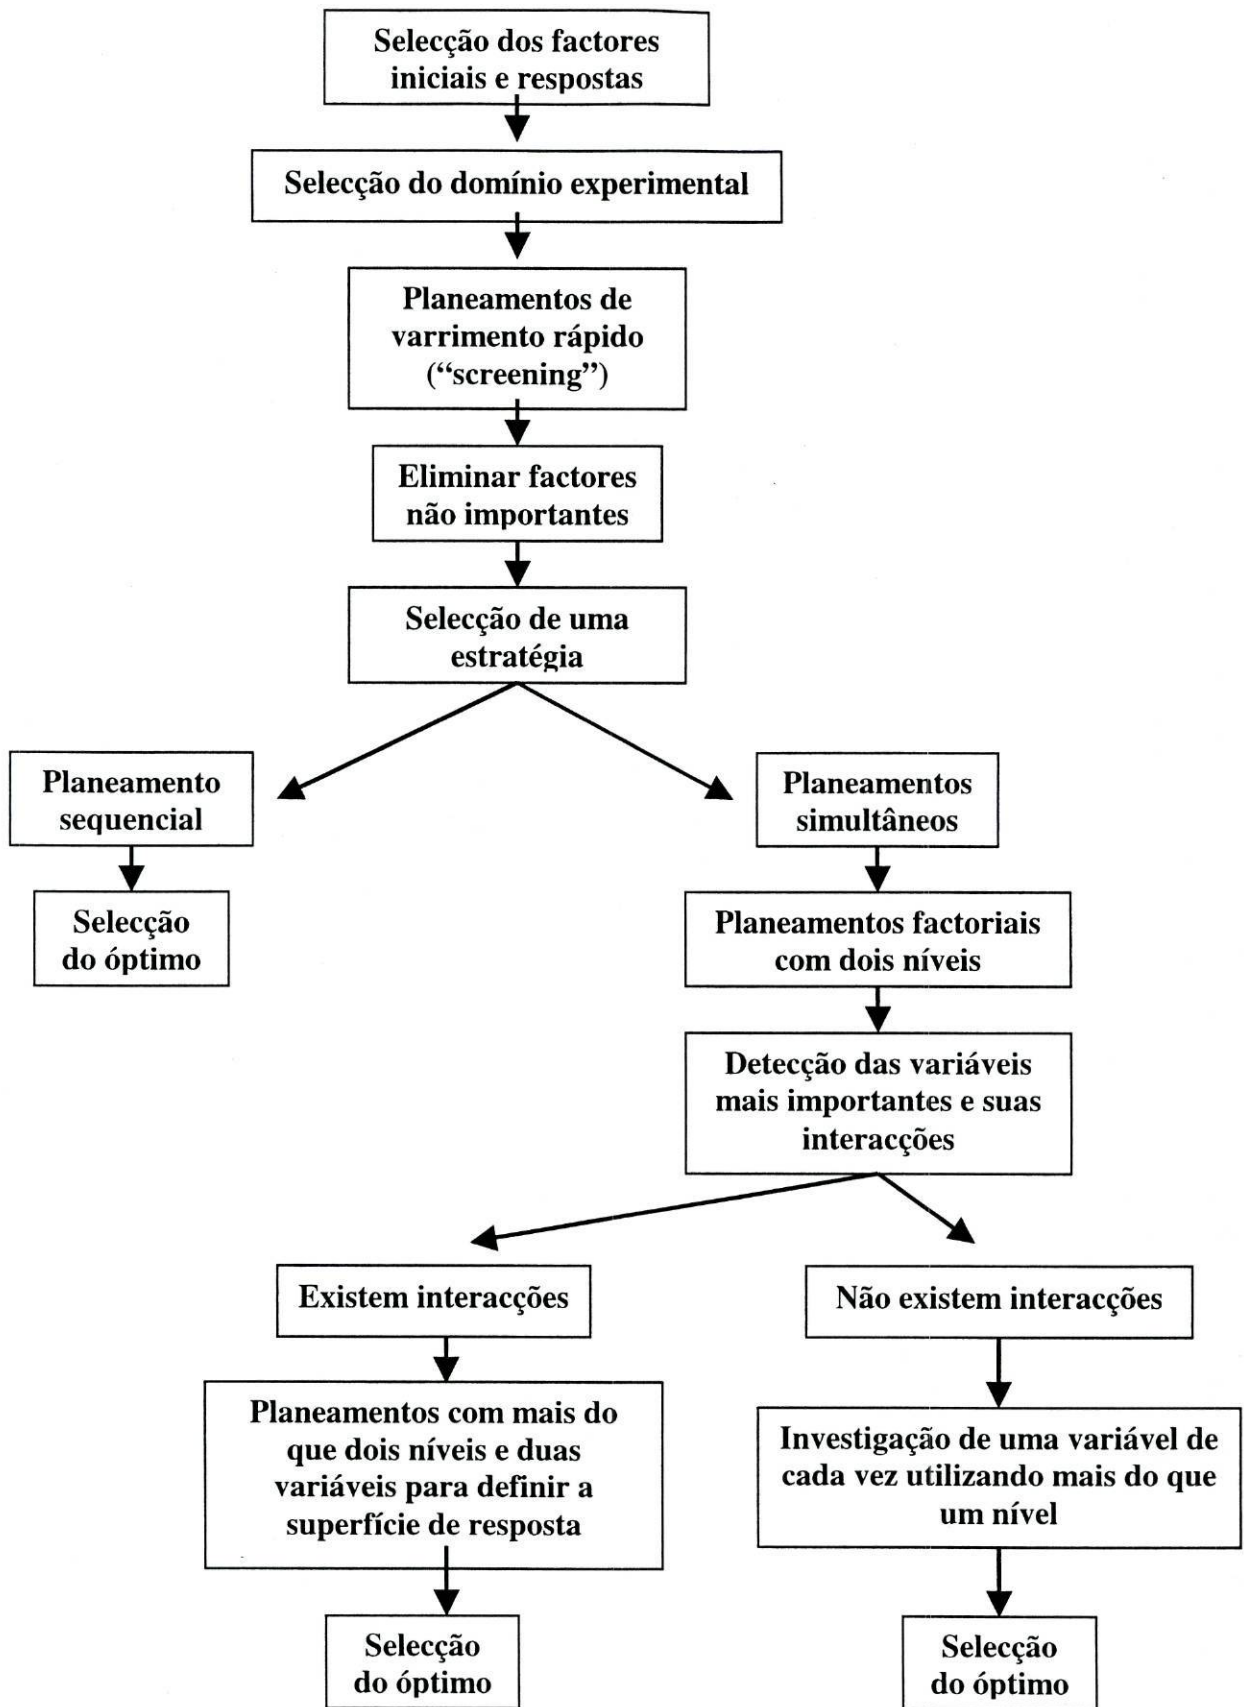 Selecção dos factores
iniciais e respostas
Selecção do domínio experimental
Planeamentos de
varrimento rápido
(“screening”)
Eliminar factores
não importantes
Selecção de uma
estratégia
Planeamento
sequencial
Planeamentos
simultâneos
Selecção
do óptimo
Planeamentos factoriais
com dois níveis
Detecção das variáveis
mais importantes e suas
interacções
Existem interacções
Não existem interacções
Planeamentos com mais do
que dois níveis e duas
variáveis para definir a
superfície de resposta
Investigação de uma variável de
cada vez utilizando mais do que
um nível
Selecção
do óptimo
Selecção
do óptimo